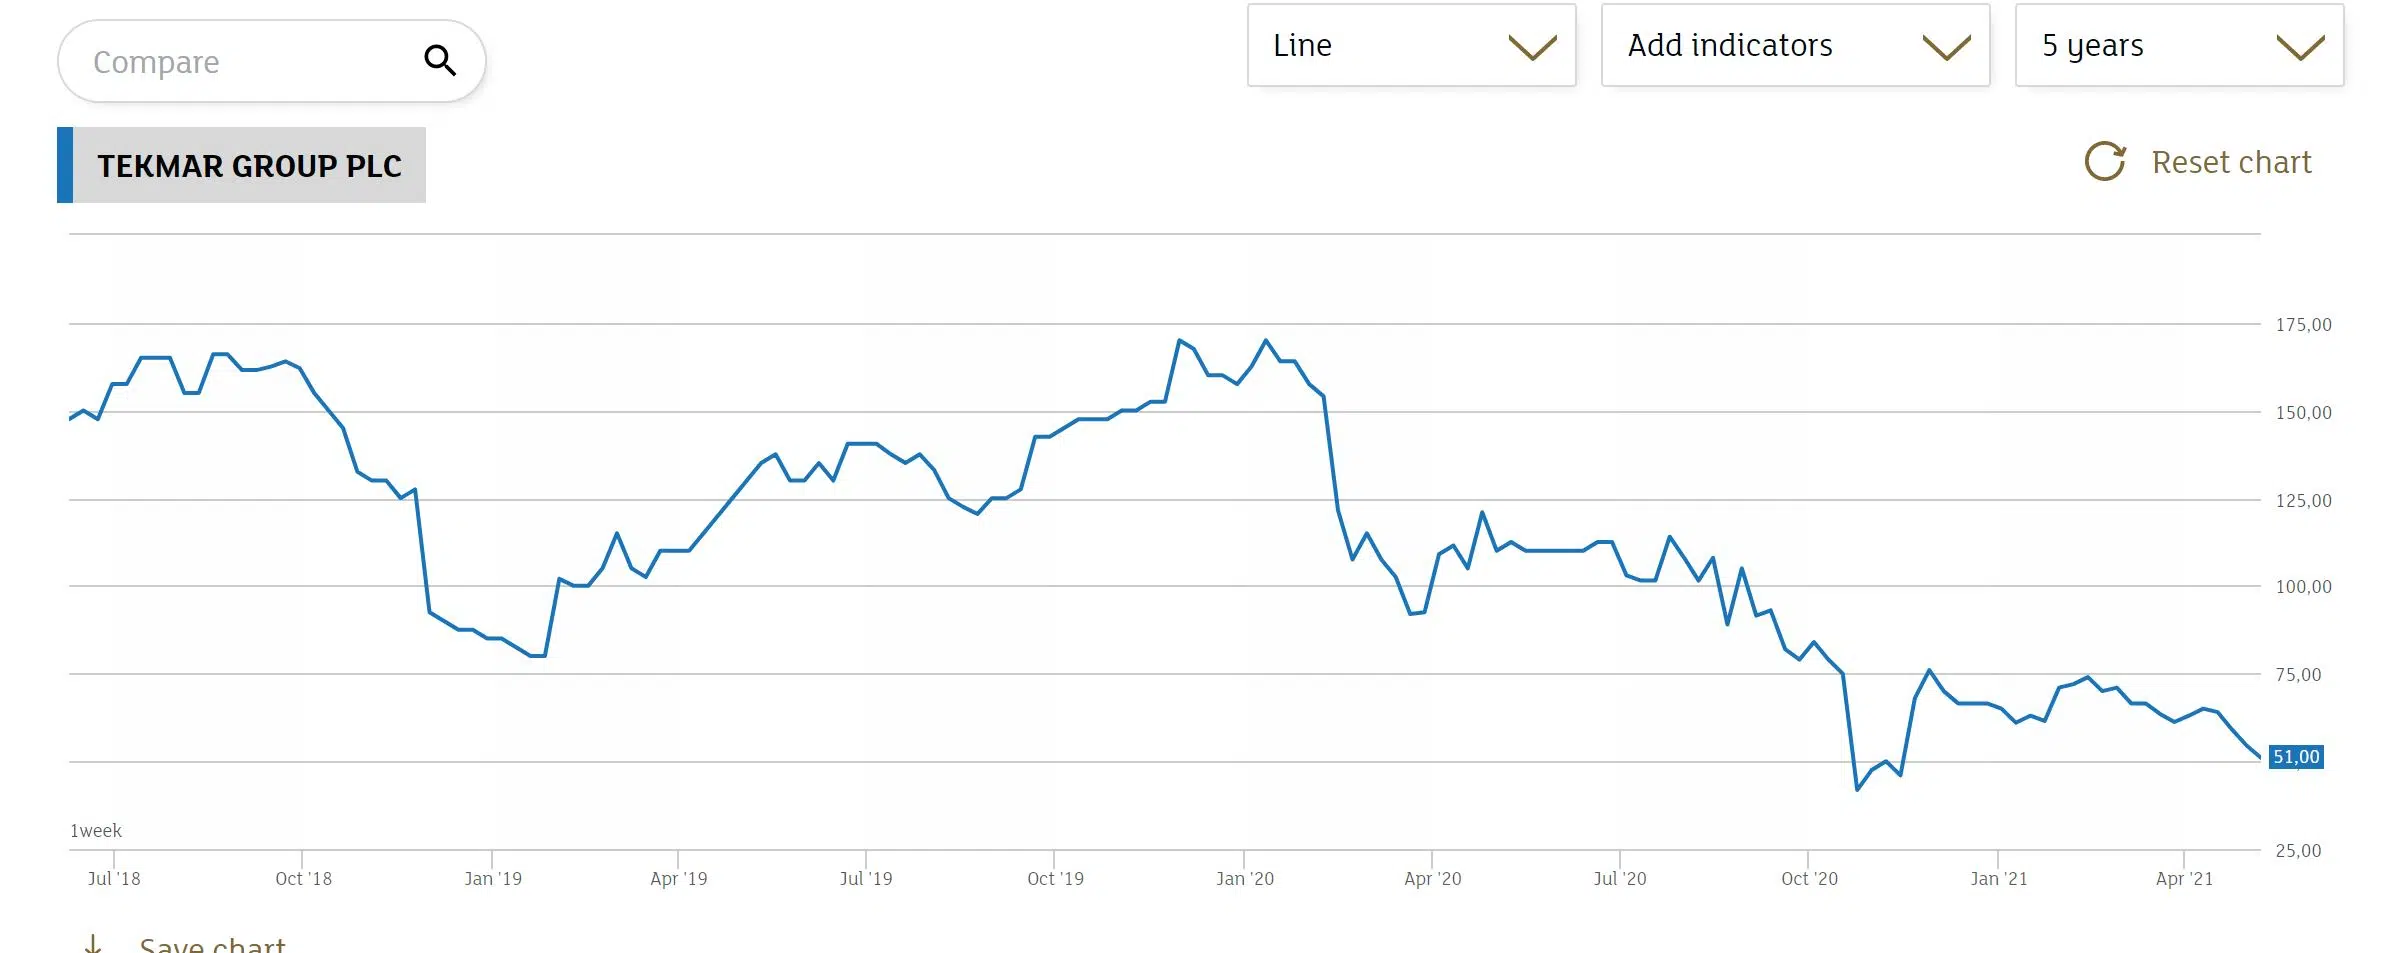 Compare
Line
Add indicators
5 years
TEKMAR GROUP PLC
Reset chart
175,00
150,00
125,00
100,00
75,00
51,00
25,00
1week
Jul '18
Oct '18
Jan '19
Apr '19
Jul '19
Oct '19
Jan '20
Apr '20
Jul '20
Oct '20
Jan '21
Apr '21
Save chart